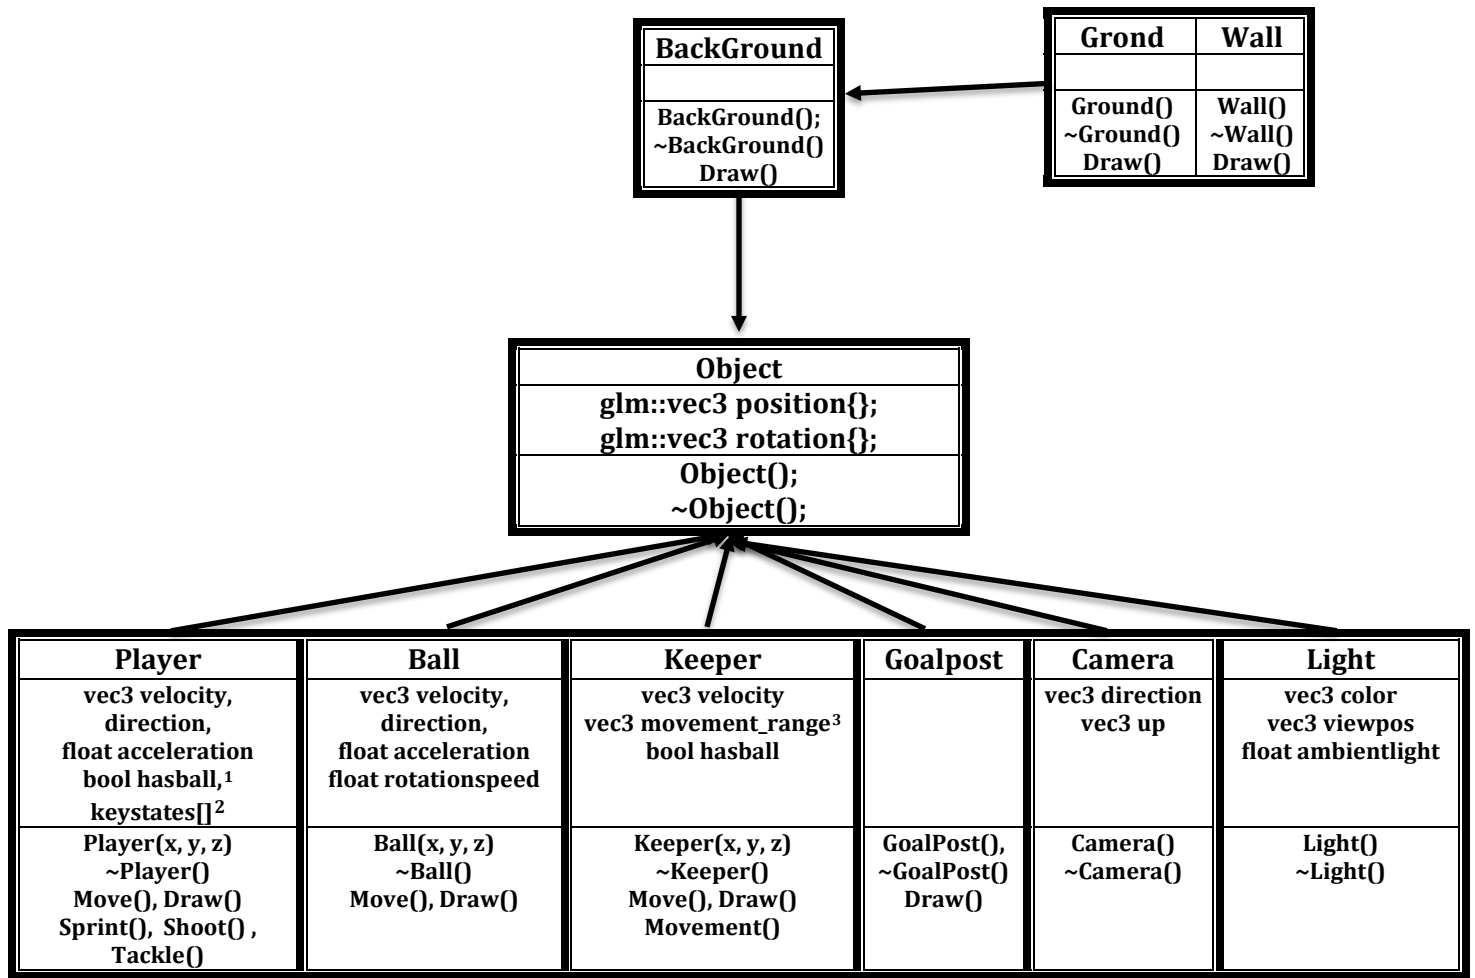 BackGround
BackGround();
~BackGround()
Draw()
Grond
Ground()
~Ground()
Draw()
Wall
Wall()
~Wall()
Draw()
Object
glm::vec3 position{};
glm::vec3 rotation{};
Object();
~Object();
Player
vec3 velocity,
direction,
float acceleration
bool hasball,¹
keystates[]²
Player(x, y, z)
~Player()
Move(), Draw()
Sprint(), Shoot() ,
Tackle()
Ball
vec3 velocity,
direction,
float acceleration
float rotationspeed
Ball(x, y, z)
~Ball()
Move(), Draw()
Keeper
vec3 velocity
vec3 movement_range³
bool hasball
Keeper(x, y, z)
~Keeper()
Move(), Draw()
Movement()
Goalpost
GoalPost(),
~GoalPost()
Draw()
Camera
vec3 direction
vec3 up
Camera()
~Camera()
Light
vec3 color
vec3 viewpos
float ambientlight
Light()
~Light()